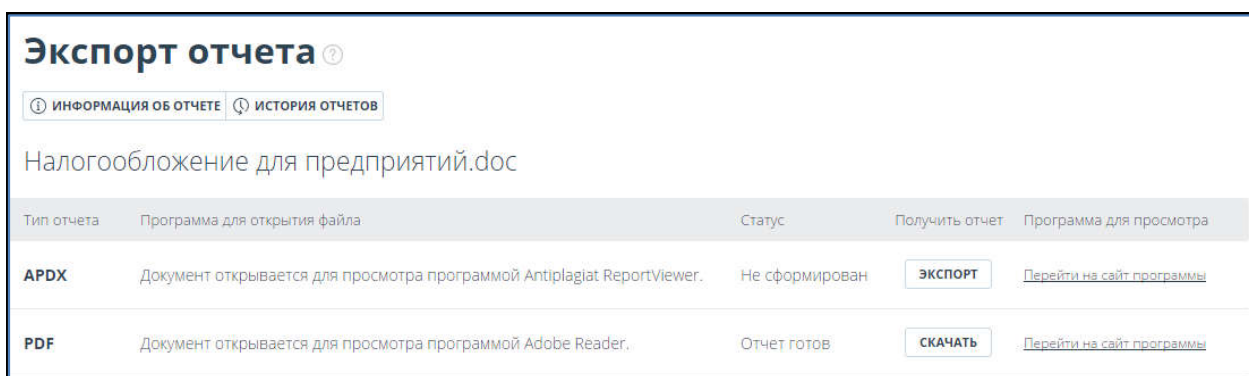 Экспорт отчета ?
ИНФОРМАЦИЯ ОБ ОТЧЕТЕ ИСТОРИЯ ОТЧЕТОВ
Налогообложение для предприятий.doc
Тип отчета Программа для открытия файла Статус Получить отчет Программа для просмотра
APDX Документ открывается для просмотра программой Antiplagiat ReportViewer. Не сформирован ЭКСПОРТ Перейти на сайт программы
PDF Документ открывается для просмотра программой Adobe Reader. Отчет готов СКАЧАТЬ Перейти на сайт программы